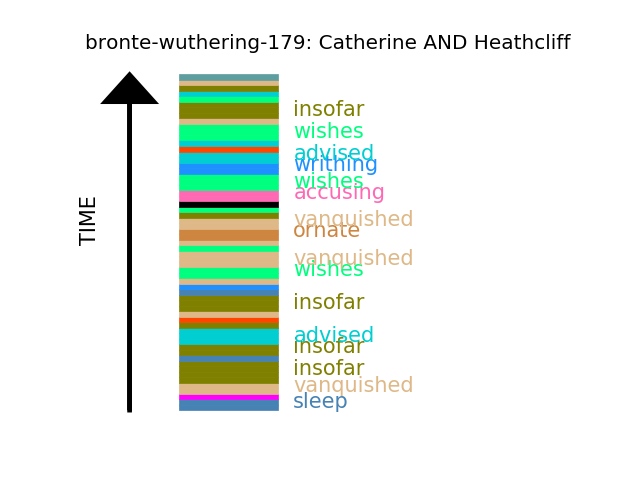 bronte-wuthering-179: Catherine AND Heathcliff
TIME
insofar
wishes
advised
writhing
wishes
accusing
vanquished
ornate
vanquished
wishes
insofar
advised
insofar
insofar
vanquished
sleep